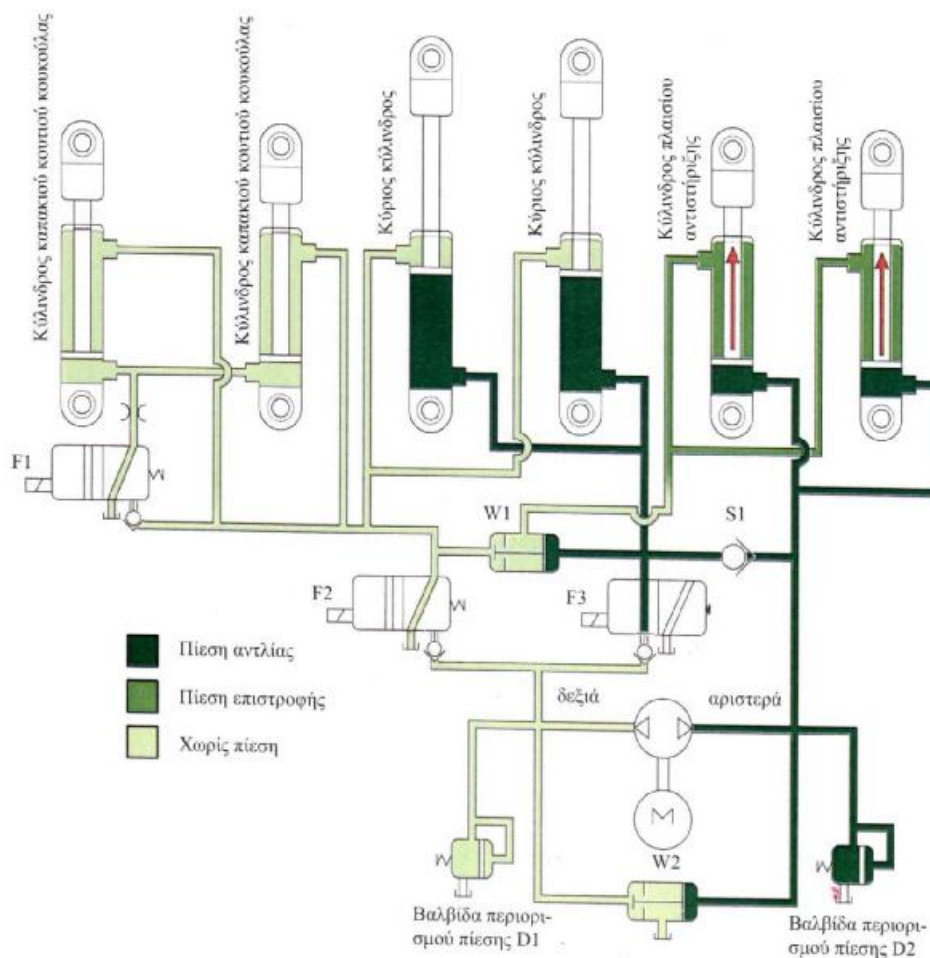 Κύλινδρος καπακιού κουτιού κουκούλας
Κύλινδρος καπακιού κουτιού κουκούλας
Κύριος κύλινδρος
Κύριος κύλινδρος
Κύλινδρος πλαισίου
αντιστήριξης
Κύλινδρος πλαισίου
αντιστήριξης
F1
W1
S1
F2
F3
Πίεση αντλίας
Πίεση επιστροφής
Χωρίς πίεση
δεξιά
αριστερά
M
W2
Βαλβίδα περιορι-
σμού πίεσης D1
Βαλβίδα περιορι-
σμού πίεσης D2